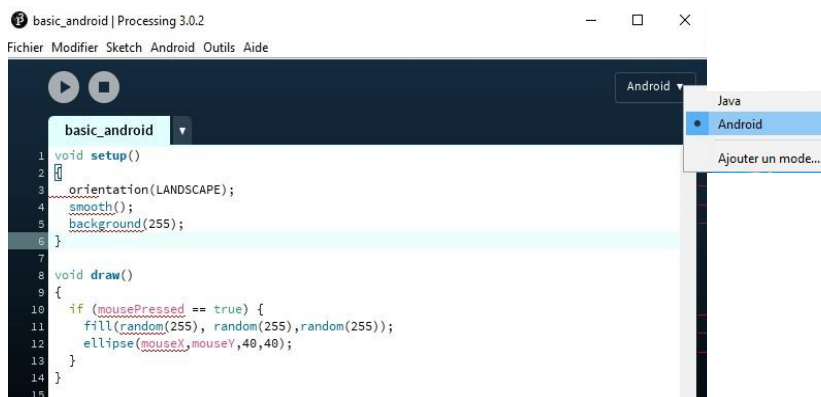 basic_android | Processing 3.0.2
Fichier Modifier Sketch Android Outils Aide
Android ▼
Java
Android
Ajouter un mode...
basic_android ▼
1 void setup()
2 {
3   orientation(LANDSCAPE);
4   smooth();
5   background(255);
6 }
7
8 void draw()
9 {
10   if (mousePressed == true) {
11     fill(random(255), random(255),random(255));
12     ellipse(mouseX,mouseY,40,40);
13   }
14 }
15